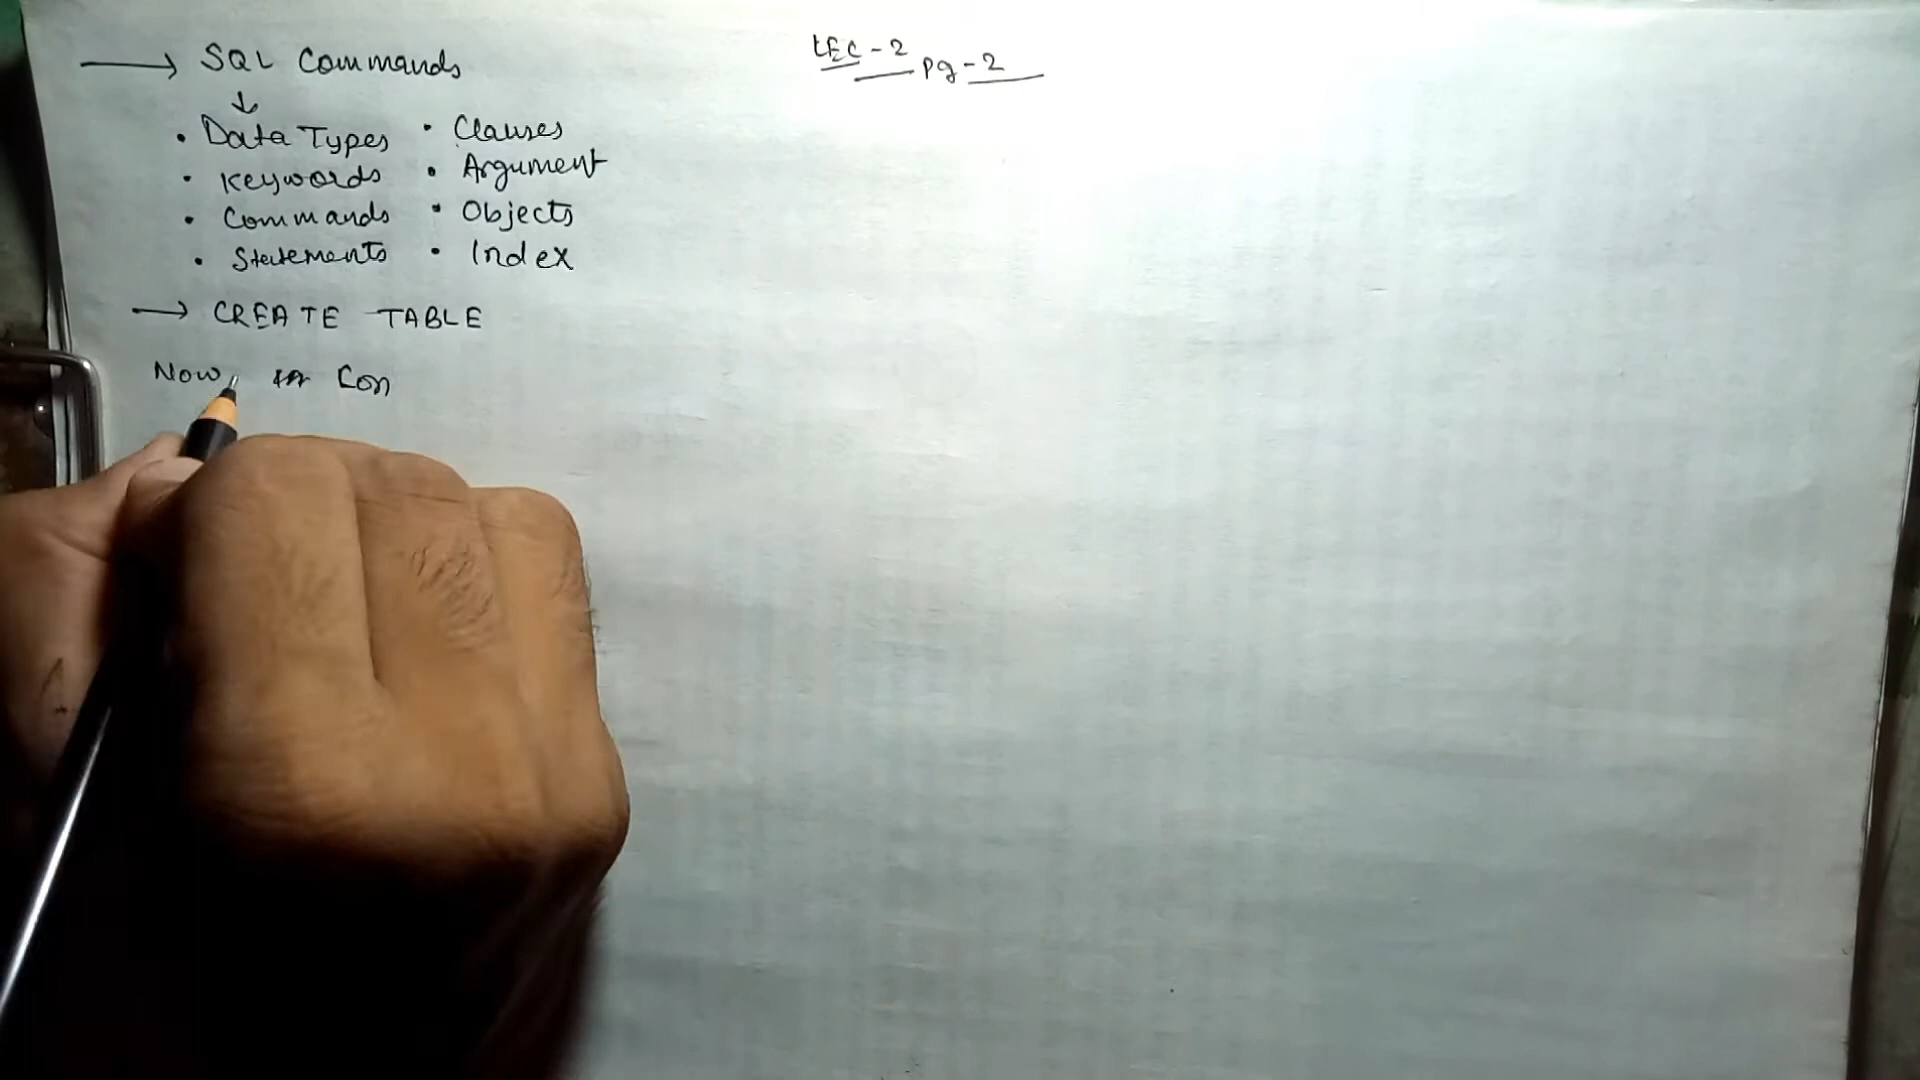 → SQL Commands
LEC-2
pg-2
↓
• Data Types • Clauses
• Keywords • Argument
• Commands • Objects
• Statements • Index
→ CREATE TABLE
Now, in Con